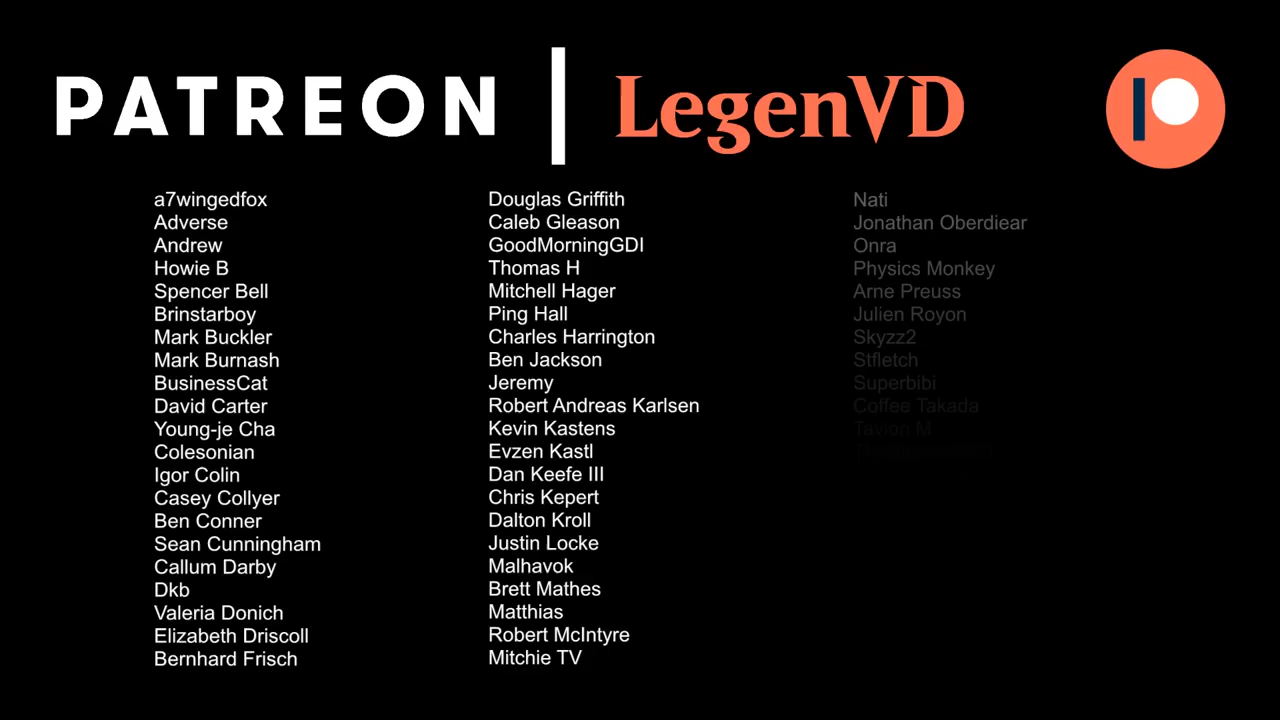 PATREON | LegenVD
a7wingedfox
Adverse
Andrew
Howie B
Spencer Bell
Brinstarboy
Mark Buckler
Mark Burnash
BusinessCat
David Carter
Young-je Cha
Colesonian
Igor Colin
Casey Collyer
Ben Conner
Sean Cunningham
Callum Darby
Dkb
Valeria Donich
Elizabeth Driscoll
Bernhard Frisch
Douglas Griffith
Caleb Gleason
GoodMorningGDI
Thomas H
Mitchell Hager
Ping Hall
Charles Harrington
Ben Jackson
Jeremy
Robert Andreas Karlsen
Kevin Kastens
Evzen Kastl
Dan Keefe III
Chris Kepert
Dalton Kroll
Justin Locke
Malhavok
Brett Mathes
Matthias
Robert McIntyre
Mitchie TV
Nati
Jonathan Oberdiear
Onra
Physics Monkey
Arne Preuss
Julien Royon
Skyzz2
Stfletch
Superbibi
Coffee Takada
Tavion M